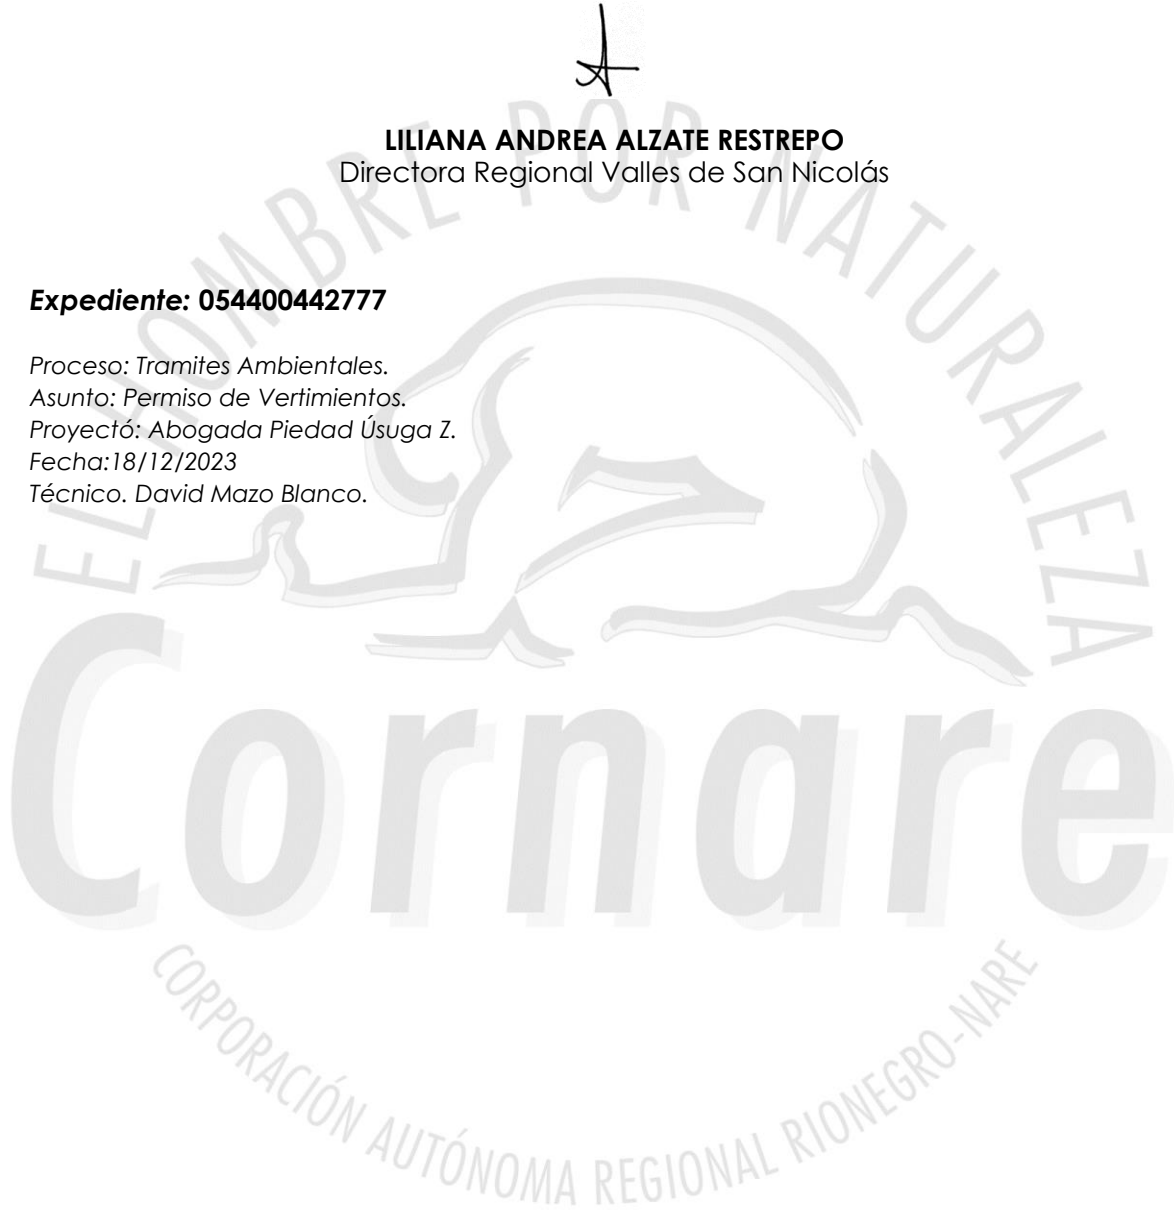 LILIANA ANDREA ALZATE RESTREPO
Directora Regional Valles de San Nicolás
Expediente: 054400442777
Proceso: Tramites Ambientales.
Asunto: Permiso de Vertimientos.
Proyectó: Abogada Piedad Úsuga Z.
Fecha:18/12/2023
Técnico. David Mazo Blanco.
EL HOMBRE POR NATURALEZA
Cornare
CORPORACIÓN AUTÓNOMA REGIONAL RIONEGRO-NARE